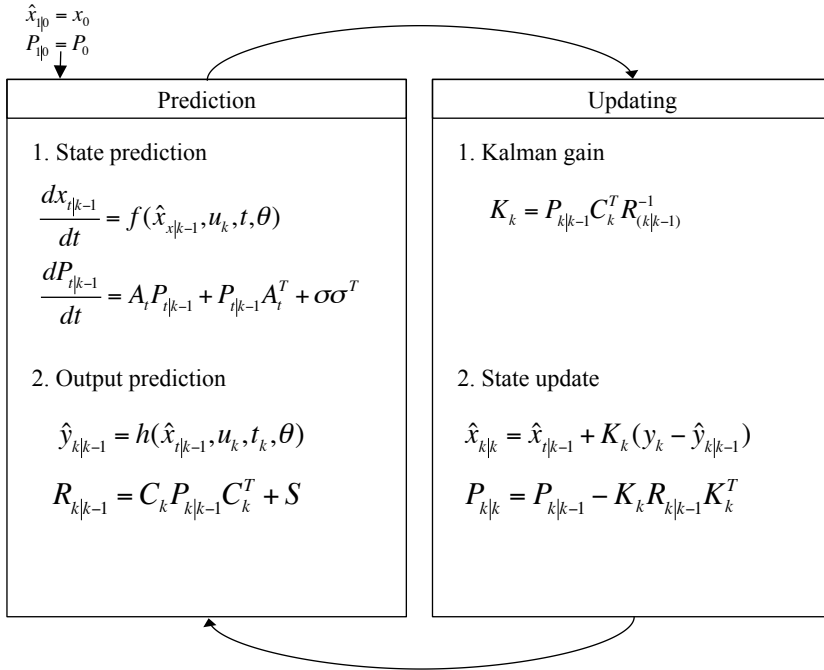 x̂_{1|0} = x_0
P_{1|0} = P_0
Prediction
1. State prediction
dx_{t|k−1}/dt = f(x̂_{x|k−1}, u_k, t, θ)
dP_{t|k−1}/dt = A_t P_{t|k−1} + P_{t|k−1} A_t^T + σσ^T
2. Output prediction
ŷ_{k|k−1} = h(x̂_{t|k−1}, u_k, t_k, θ)
R_{k|k−1} = C_k P_{k|k−1} C_k^T + S
Updating
1. Kalman gain
K_k = P_{k|k−1} C_k^T R_{(k|k−1)}^{−1}
2. State update
x̂_{k|k} = x̂_{t|k−1} + K_k (y_k − ŷ_{k|k−1})
P_{k|k} = P_{k|k−1} − K_k R_{k|k−1} K_k^T